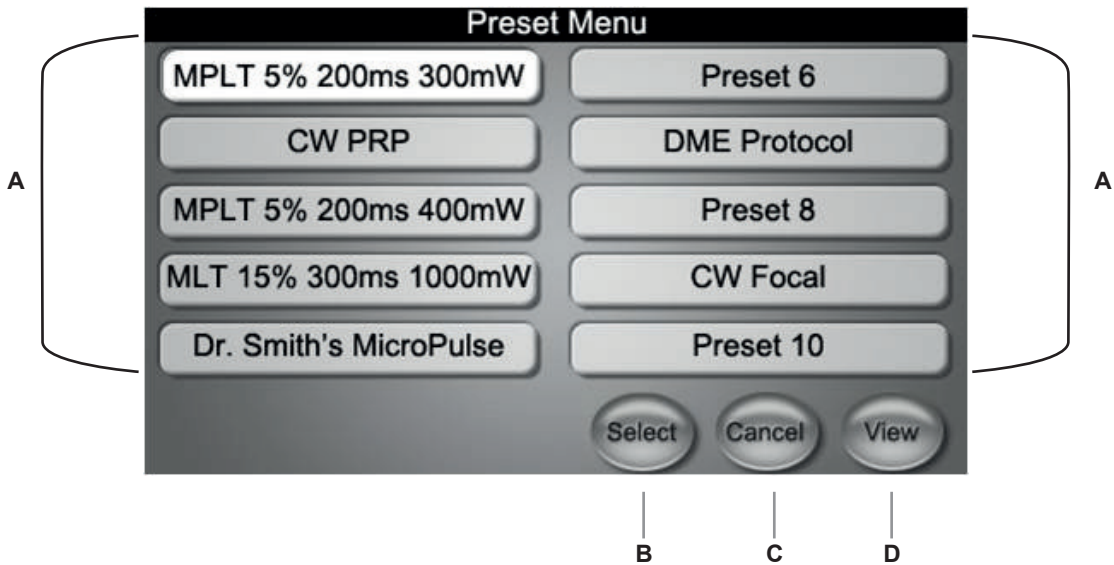 Preset Menu
MPLT 5% 200ms 300mW
Preset 6
CW PRP
DME Protocol
A
A
MPLT 5% 200ms 400mW
Preset 8
MLT 15% 300ms 1000mW
CW Focal
Dr. Smith's MicroPulse
Preset 10
Select
Cancel
View
B
C
D